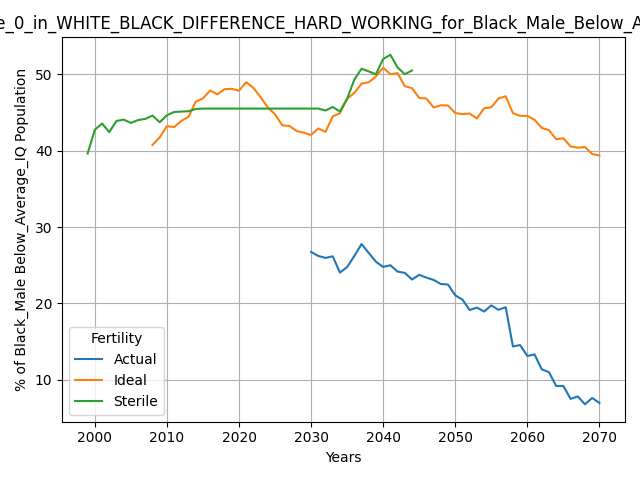 e_0_in_WHITE_BLACK_DIFFERENCE_HARD_WORKING_for_Black_Male_Below_A
% of Black_Male Below_Average_IQ Population
50
40
30
20
10
Fertility
Actual
Ideal
Sterile
2000 2010 2020 2030 2040 2050 2060 2070
Years